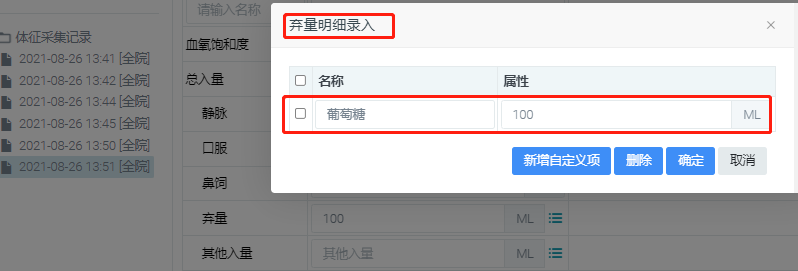 请输入名称
体征采集记录
2021-08-26 13:41 [全院]
2021-08-26 13:42 [全院]
2021-08-26 13:44 [全院]
2021-08-26 13:45 [全院]
2021-08-26 13:50 [全院]
2021-08-26 13:51 [全院]
血氧饱和度
总入量
静脉
口服
鼻饲
弃量 100 ML
其他入量 其他入量 ML
弃量明细录入 ×
名称 属性
葡萄糖 100 ML
新增自定义项 删除 确定 取消